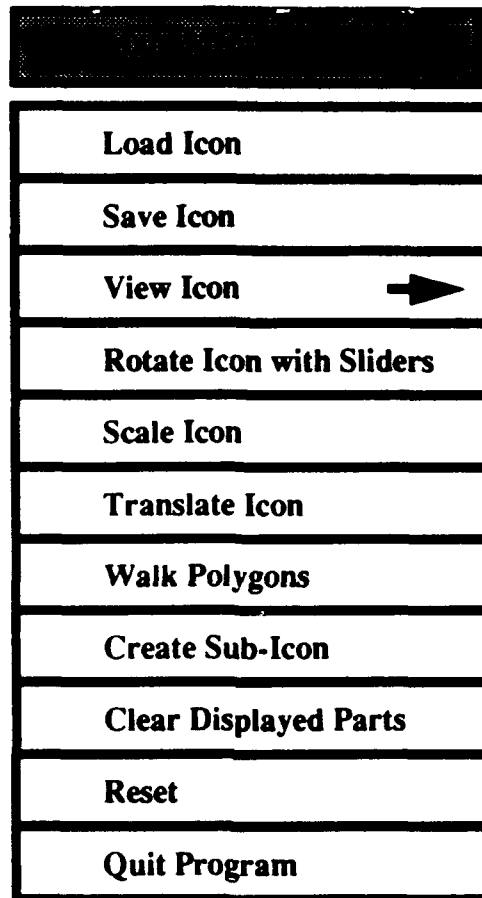 Load Icon
Save Icon
View Icon
Rotate Icon with Sliders
Scale Icon
Translate Icon
Walk Polygons
Create Sub-Icon
Clear Displayed Parts
Reset
Quit Program